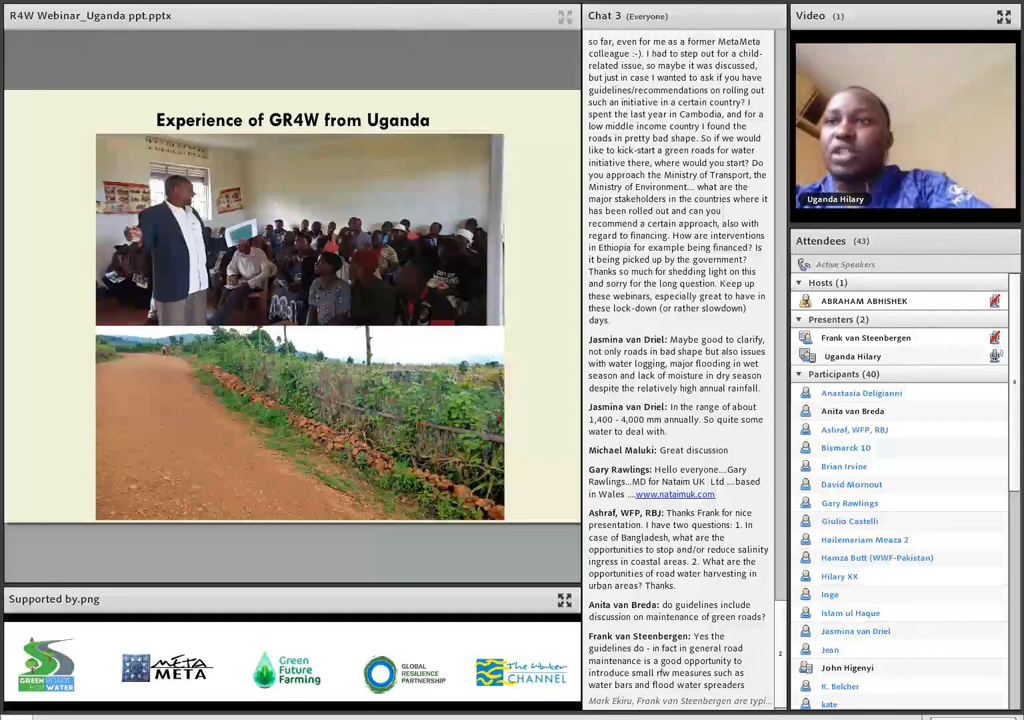 R4W Webinar_Uganda ppt.pptx
Experience of GR4W from Uganda
Supported by.png
GREEN ROADS
FOR WATER
META
META
Green
Future
Farming
GLOBAL
RESILIENCE
PARTNERSHIP
The Water
CHANNEL
Chat 3 (Everyone)
so far, even for me as a former MetaMeta
colleague :-). I had to step out for a child-
related issue, so maybe it was discussed,
but just in case I wanted to ask if you have
guidelines/recommendations on rolling out
such an initiative in a certain country? I
spent the last year in Cambodia, and for a
low middle income country I found the
roads in pretty bad shape. So if we would
like to kick-start a green roads for water
initiative there, where would you start? Do
you approach the Ministry of Transport, the
Ministry of Environment... what are the
major stakeholders in the countries where it
has been rolled out and can you
recommend a certain approach, also with
regard to financing. How are interventions
in Ethiopia for example being financed? Is
it being picked up by the government?
Thanks so much for shedding light on this
and sorry for the long question. Keep up
these webinars, especially great to have in
these lock-down (or rather slowdown)
days.
Jasmina van Driel: Maybe good to clarify,
not only roads in bad shape but also issues
with water logging, major flooding in wet
season and lack of moisture in dry season
despite the relatively high annual rainfall.
Jasmina van Driel: In the range of about
1,400 - 4,000 mm annually. So quite some
water to deal with.
Michael Maluki: Great discussion
Gary Rawlings: Hello everyone....Gary
Rawlings...MD for Nataim UK Ltd ....based
in Wales ....www.nataimuk.com
Ashraf, WFP, RBJ: Thanks Frank for nice
presentation. I have two questions: 1. In
case of Bangladesh, what are the
opportunities to stop and/or reduce salinity
ingress in coastal areas. 2. What are the
opportunities of road water harvesting in
urban areas? Thanks.
Anita van Breda: do guidelines include
discussion on maintenance of green roads?
Frank van Steenbergen: Yes the
guidelines do - in fact in general road
maintenance is a good opportunity to
introduce small rfw measures such as
water bars and flood water spreaders
Mark Ekiru, Frank van Steenbergen are typi...
Video (1)
Uganda Hilary
Attendees (43)
Active Speakers
Hosts (1)
ABRAHAM ABHISHEK
Presenters (2)
Frank van Steenbergen
Uganda Hilary
Participants (40)
Anastasia Deligianni
Anita van Breda
Ashraf, WFP, RBJ
Bismarck 10
Brian Irvine
David Mornout
Gary Rawlings
Giulio Castelli
Hailemariam Meaza 2
Hamza Butt (WWF-Pakistan)
Hilary XX
Inge
Islam ul Haque
Jasmina van Driel
Jean
John Higenyi
K. Belcher
kate